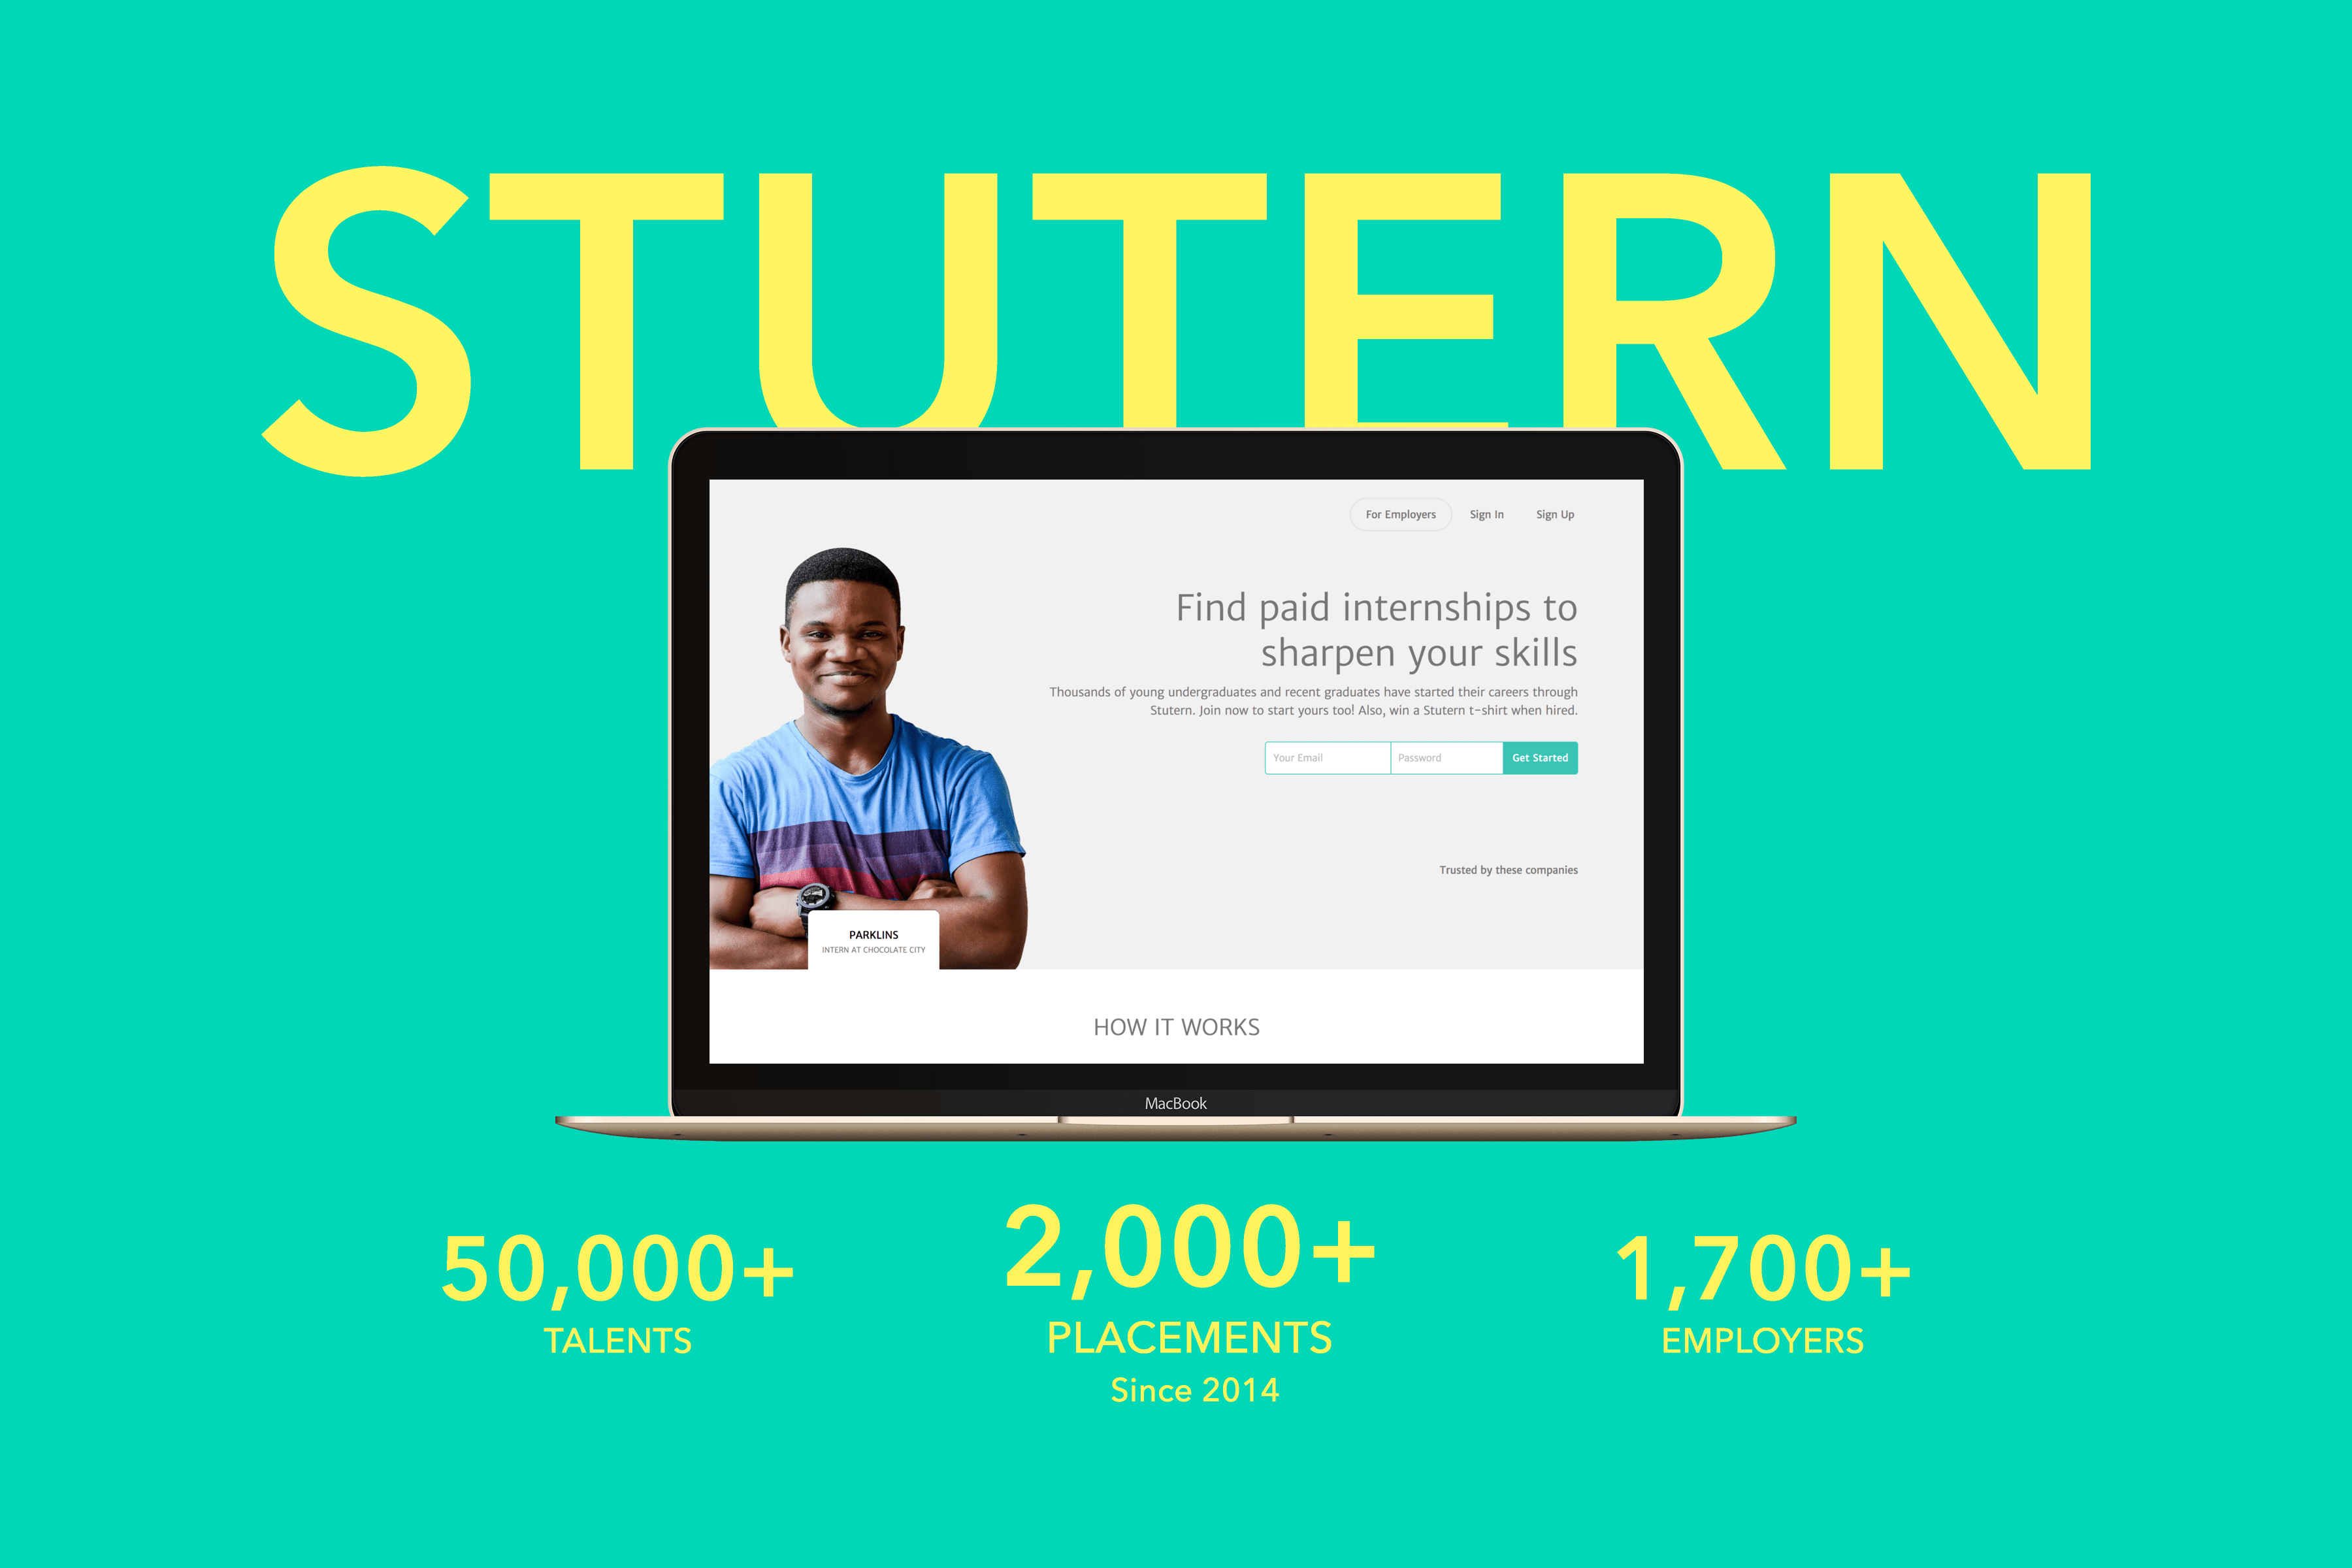 STUTERN
For Employers Sign In Sign Up
Find paid internships to
sharpen your skills
Thousands of young undergraduates and recent graduates have started their careers through
Stutern. Join now to start yours too! Also, win a Stutern t-shirt when hired.
Your Email Password Get Started
Trusted by these companies
PARKLINS
INTERN AT CHOCOLATE CITY
HOW IT WORKS
MacBook
50,000+
TALENTS
2,000+
PLACEMENTS
Since 2014
1,700+
EMPLOYERS